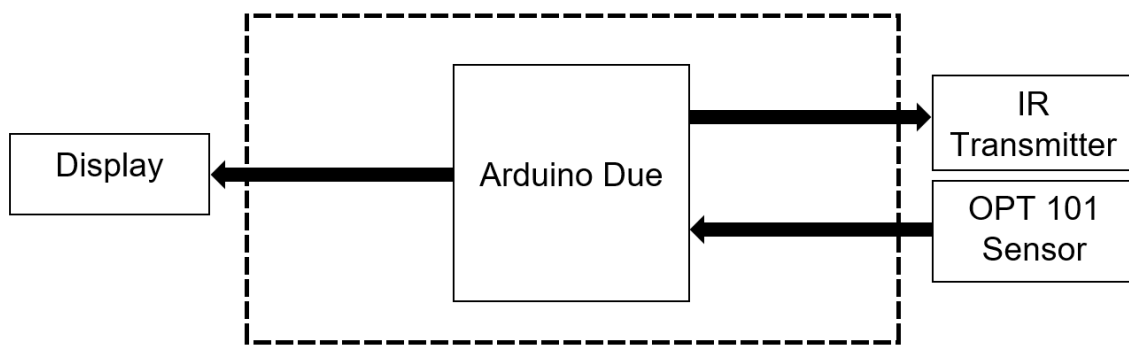 Display
Arduino Due
IR
Transmitter
OPT 101
Sensor